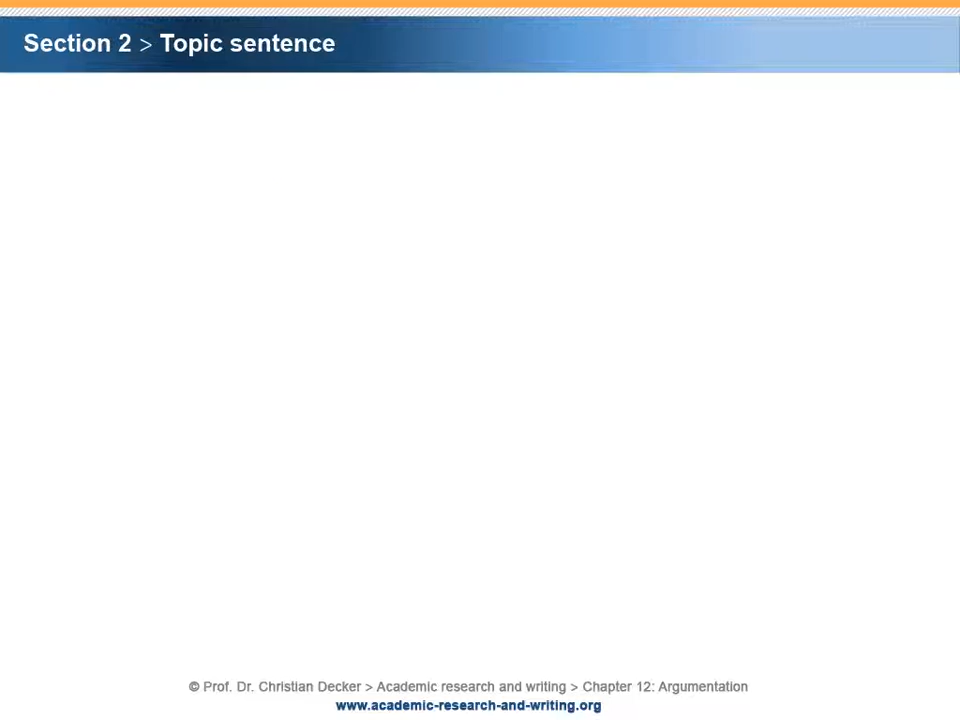 Section 2 > Topic sentence
© Prof. Dr. Christian Decker > Academic research and writing > Chapter 12: Argumentation
www.academic-research-and-writing.org